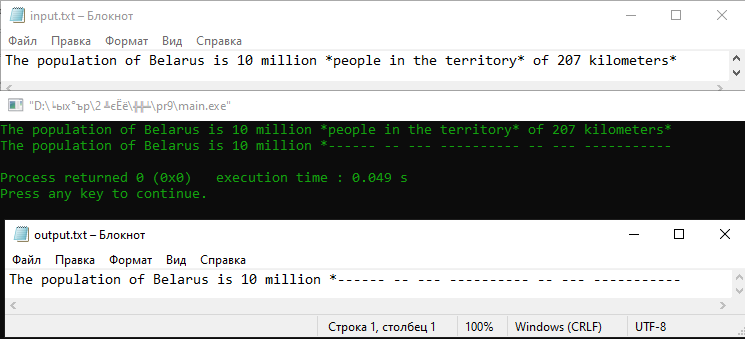 input.txt – Блокнот
Файл Правка Формат Вид Справка
The population of Belarus is 10 million *people in the territory* of 207 kilometers*
\pr9\main.exe"
The population of Belarus is 10 million *people in the territory* of 207 kilometers*
The population of Belarus is 10 million *------ -- --- ---------- -- --- -----------
Process returned 0 (0x0) execution time : 0.049 s
Press any key to continue.
output.txt – Блокнот
Файл Правка Формат Вид Справка
The population of Belarus is 10 million *------ -- --- ---------- -- --- -----------
Строка 1, столбец 1 100% Windows (CRLF) UTF-8